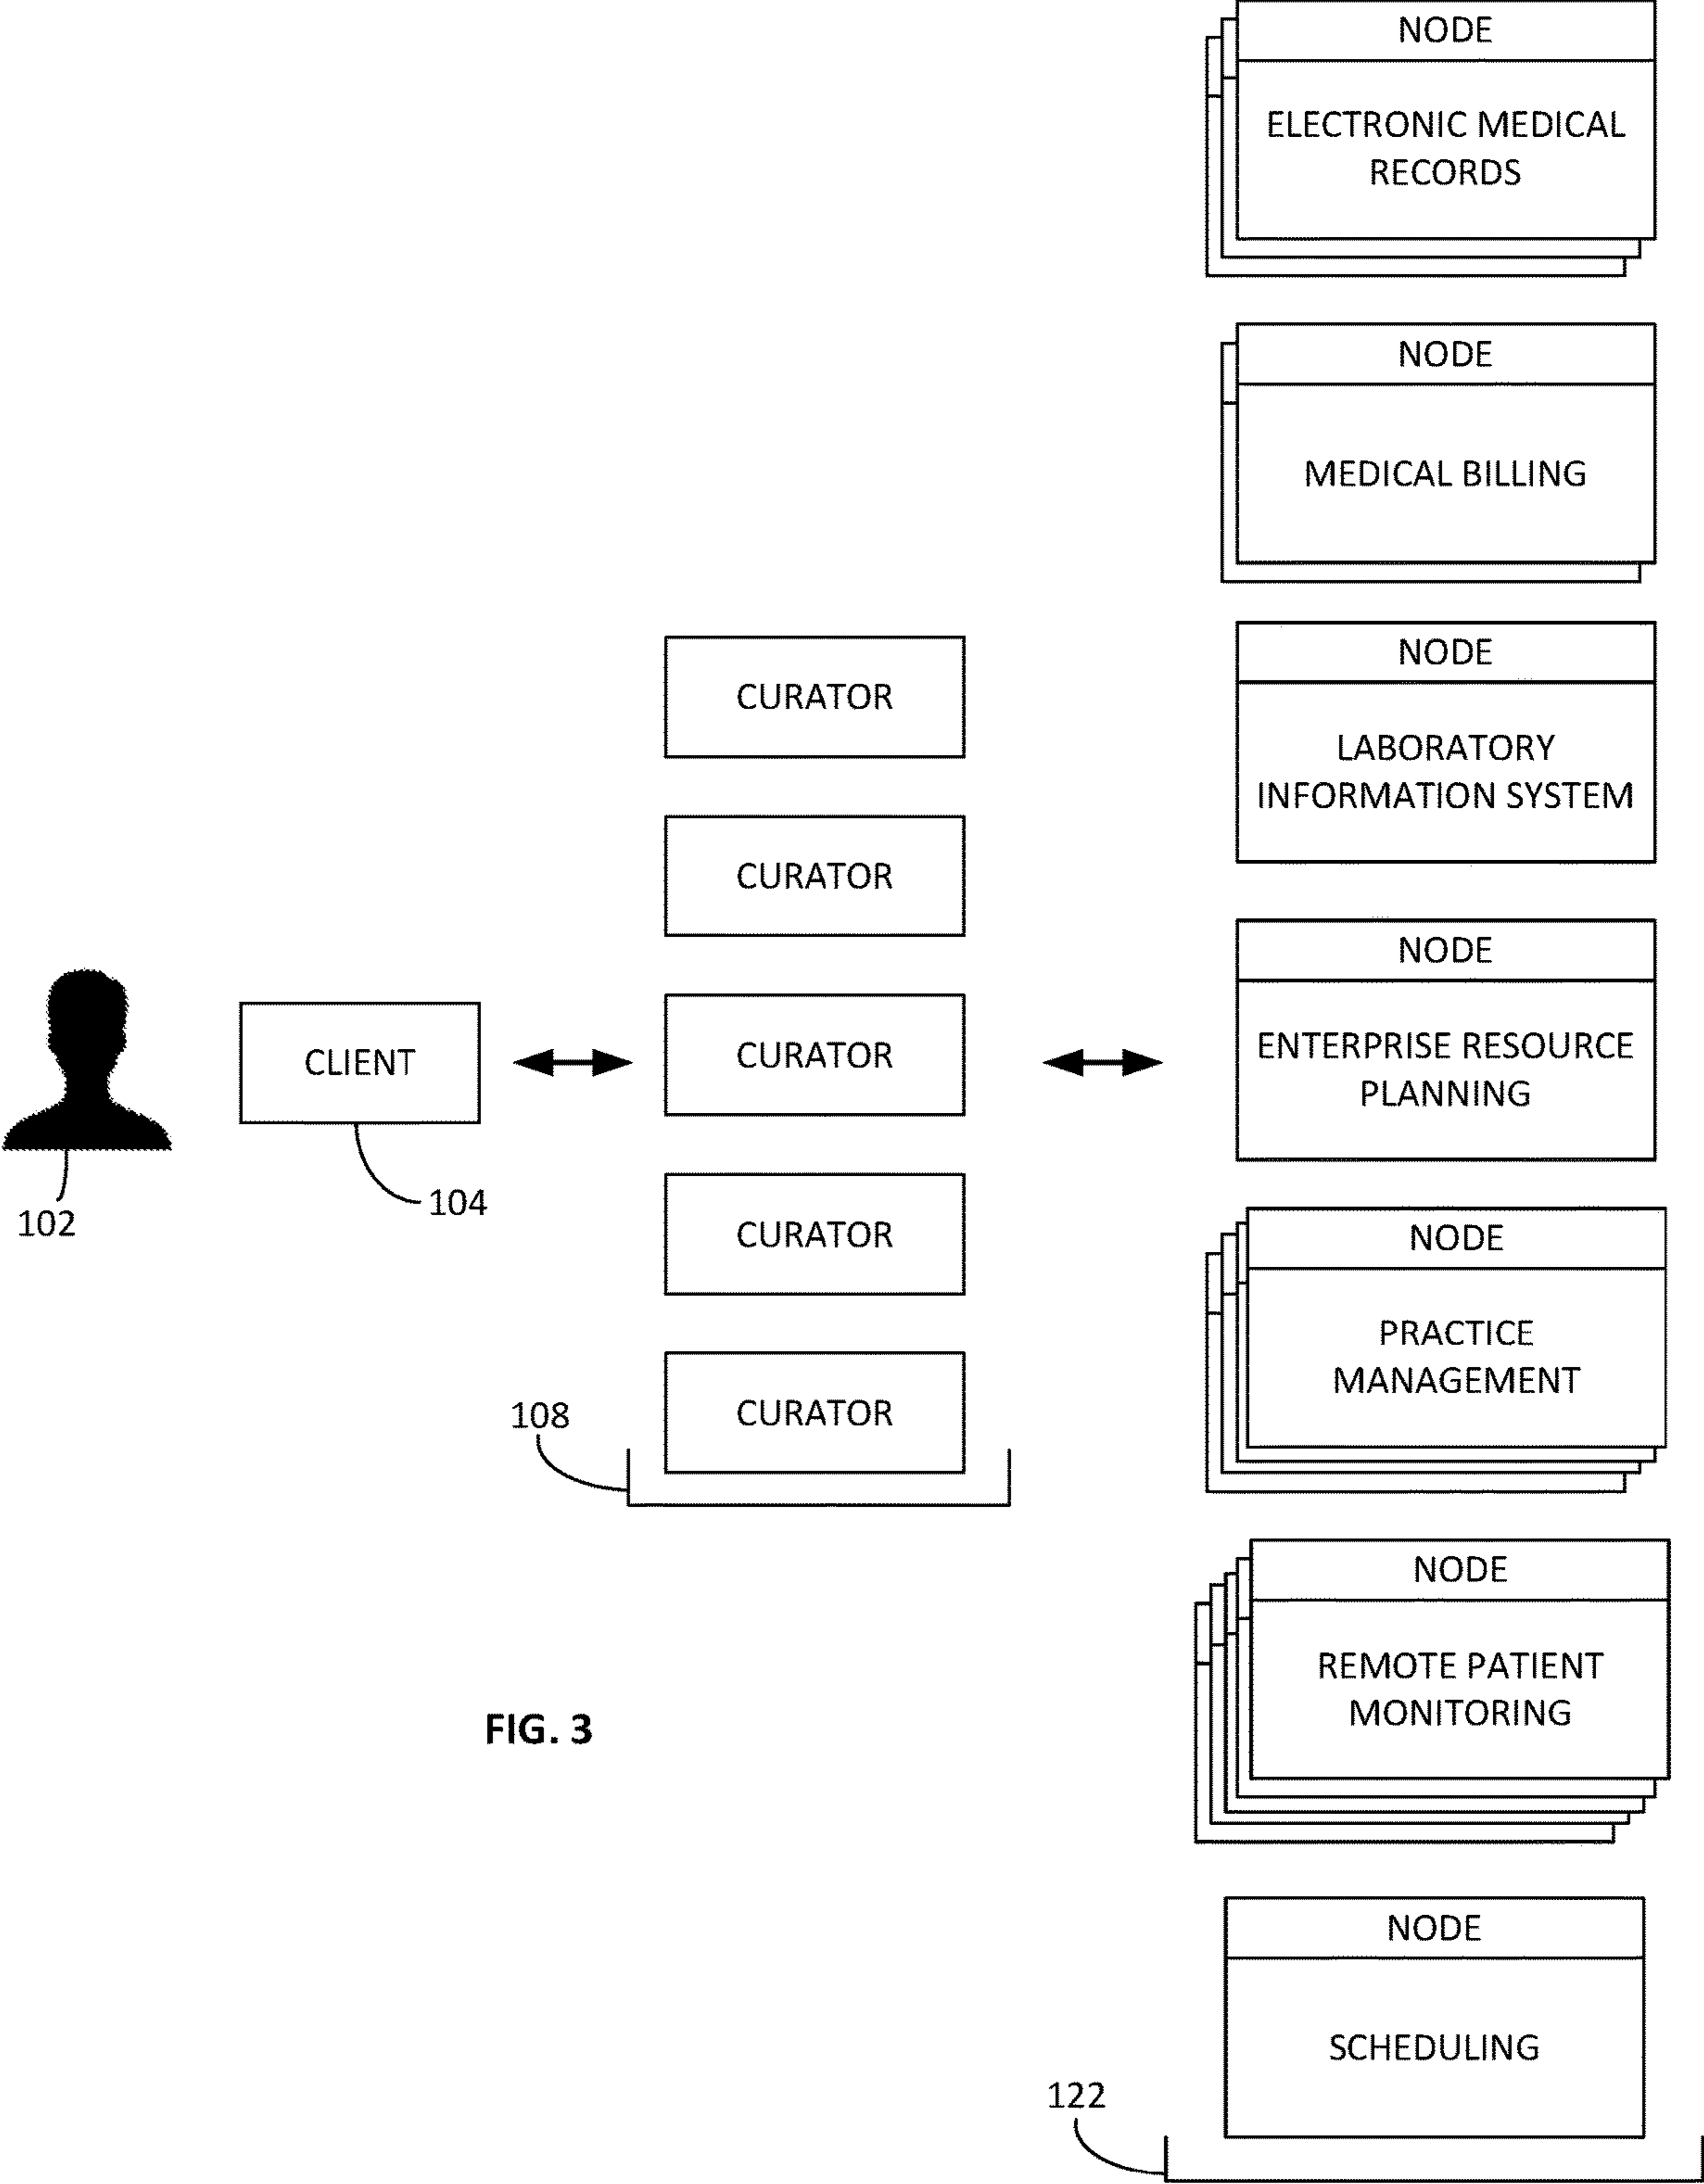 NODE
ELECTRONIC MEDICAL
RECORDS
NODE
MEDICAL BILLING
NODE
LABORATORY
INFORMATION SYSTEM
NODE
ENTERPRISE RESOURCE
PLANNING
NODE
PRACTICE
MANAGEMENT
NODE
REMOTE PATIENT
MONITORING
NODE
SCHEDULING
122
CURATOR
CURATOR
CURATOR
CURATOR
CURATOR
108
CLIENT
104
102
FIG. 3